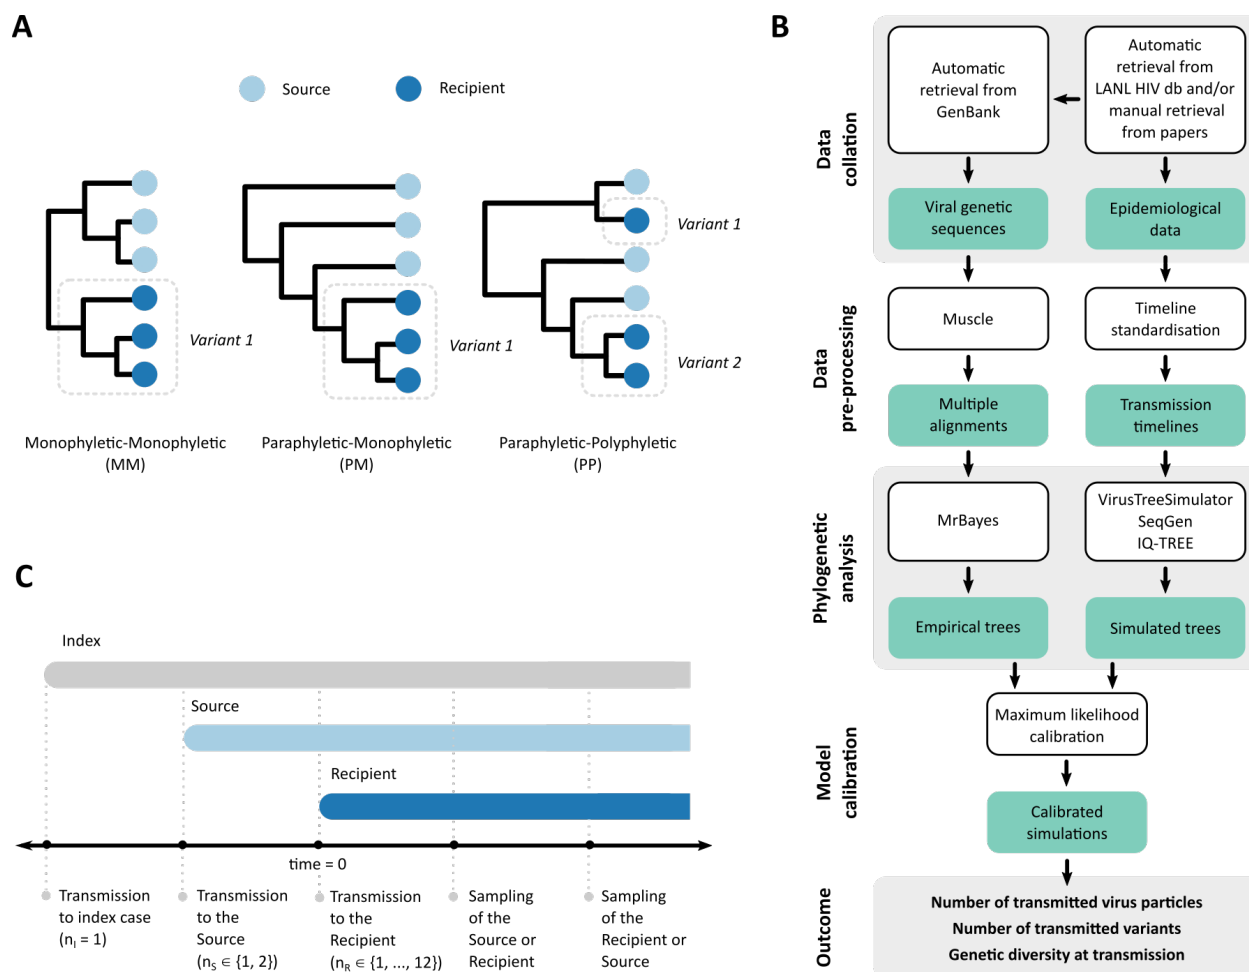 A
Source
Recipient
Variant 1
Variant 1
Variant 1
Variant 2
Monophyletic-Monophyletic
(MM)
Paraphyletic-Monophyletic
(PM)
Paraphyletic-Polyphyletic
(PP)
B
Data
collation
Automatic
retrieval from
GenBank
Automatic
retrieval from
LANL HIV db and/or
manual retrieval
from papers
Viral genetic
sequences
Epidemiological
data
Data
pre-processing
Muscle
Timeline
standardisation
Multiple
alignments
Transmission
timelines
Phylogenetic
analysis
MrBayes
VirusTreeSimulator
SeqGen
IQ-TREE
Empirical trees
Simulated trees
Model
calibration
Maximum likelihood
calibration
Calibrated
simulations
Outcome
Number of transmitted virus particles
Number of transmitted variants
Genetic diversity at transmission
C
Index
Source
Recipient
time = 0
Transmission
to index case
(n_I = 1)
Transmission
to the
Source
(n_S ∈ {1, 2})
Transmission
to the
Recipient
(n_R ∈ {1, ..., 12})
Sampling
of the
Source or
Recipient
Sampling
of the
Recipient or
Source